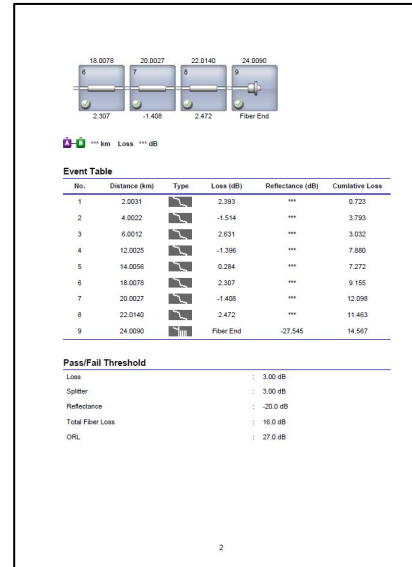 18.0078 20.0027 22.0140 24.0090
6 7 8 9
2.307 -1.408 2.472 Fiber End
A-B *** km Loss *** dB
Event Table
No. Distance (km) Type Loss (dB) Reflectance (dB) Cumlative Loss
1 2.0031 2.393 *** 0.723
2 4.0022 -1.514 *** 3.793
3 6.0012 2.631 *** 3.032
4 12.0025 -1.396 *** 7.880
5 14.0056 0.284 *** 7.272
6 18.0078 2.307 *** 9.155
7 20.0027 -1.408 *** 12.098
8 22.0140 2.472 *** 11.463
9 24.0090 Fiber End -27.545 14.567
Pass/Fail Threshold
Loss : 3.00 dB
Splitter : 3.00 dB
Reflectance : -20.0 dB
Total Fiber Loss : 16.0 dB
ORL : 27.0 dB
2